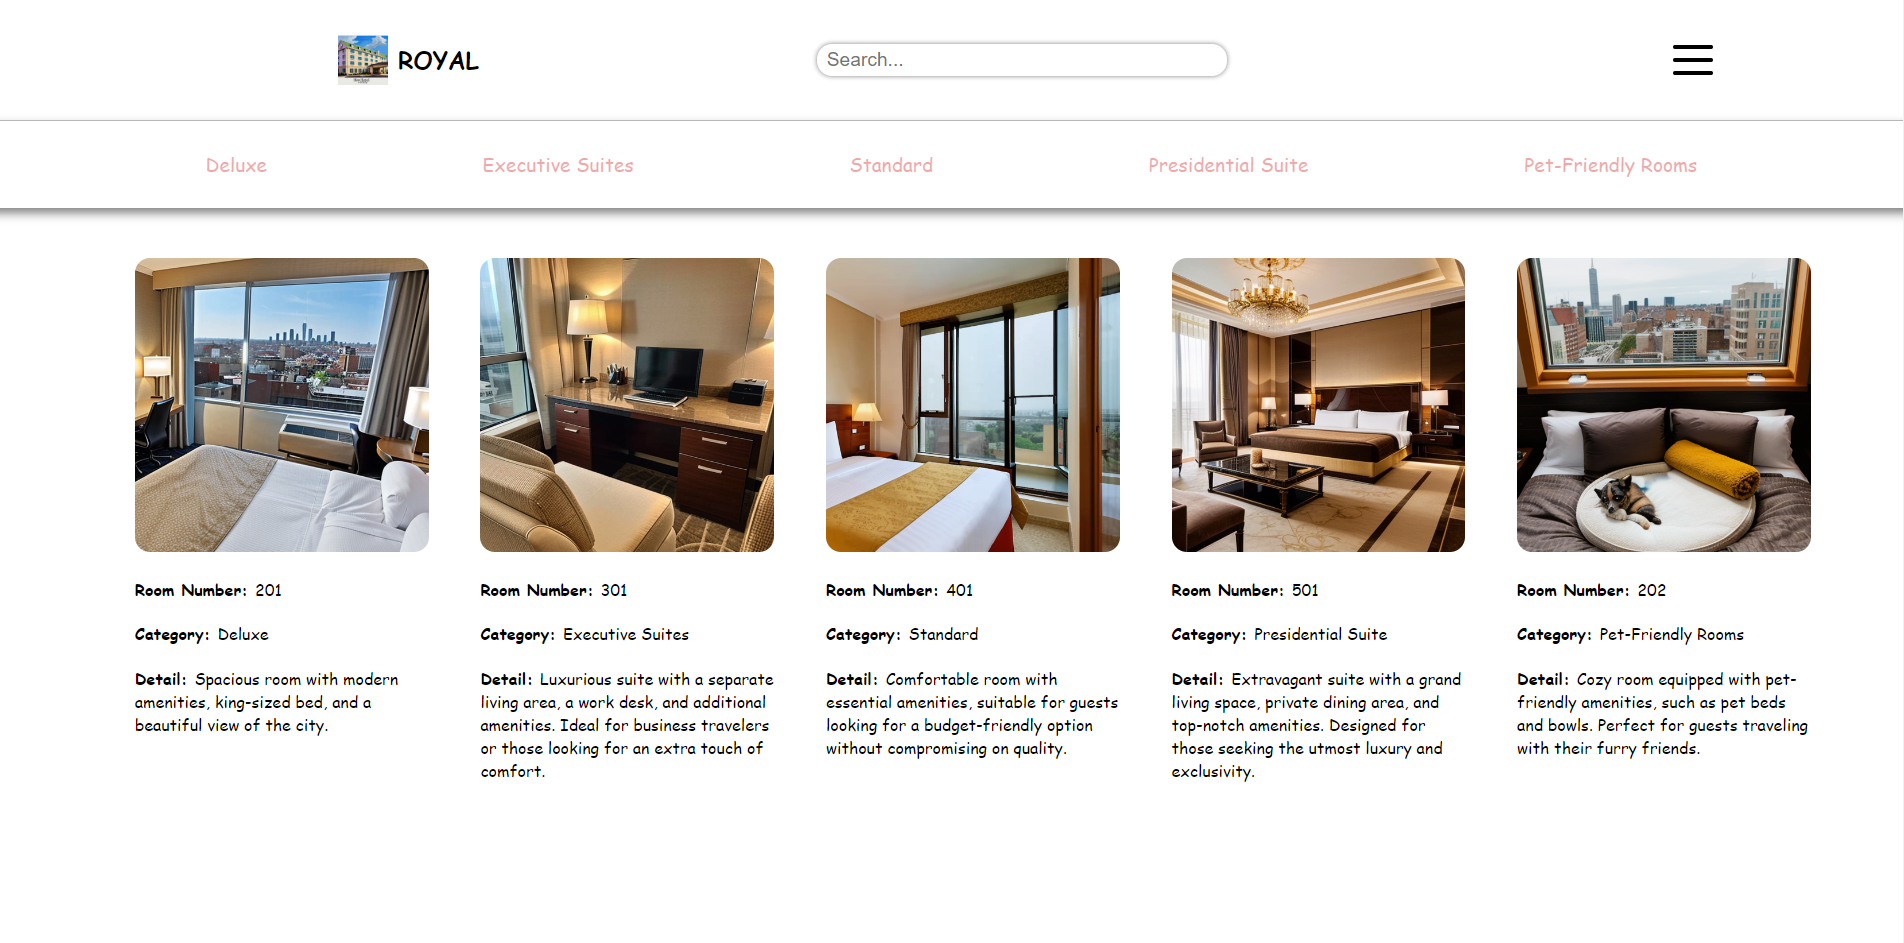 ROYAL
Search...
Deluxe
Executive Suites
Standard
Presidential Suite
Pet-Friendly Rooms
Room Number: 201
Category: Deluxe
Detail: Spacious room with modern
amenities, king-sized bed, and a
beautiful view of the city.
Room Number: 301
Category: Executive Suites
Detail: Luxurious suite with a separate
living area, a work desk, and additional
amenities. Ideal for business travelers
or those looking for an extra touch of
comfort.
Room Number: 401
Category: Standard
Detail: Comfortable room with
essential amenities, suitable for guests
looking for a budget-friendly option
without compromising on quality.
Room Number: 501
Category: Presidential Suite
Detail: Extravagant suite with a grand
living space, private dining area, and
top-notch amenities. Designed for
those seeking the utmost luxury and
exclusivity.
Room Number: 202
Category: Pet-Friendly Rooms
Detail: Cozy room equipped with pet-
friendly amenities, such as pet beds
and bowls. Perfect for guests traveling
with their furry friends.